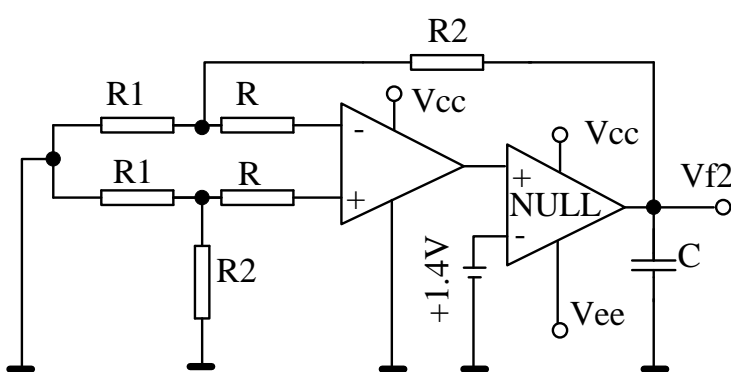 R2
R1
R
Vcc
-
R1
R
+
Vcc
+
NULL
-
Vf2
R2
+1.4V
C
Vee